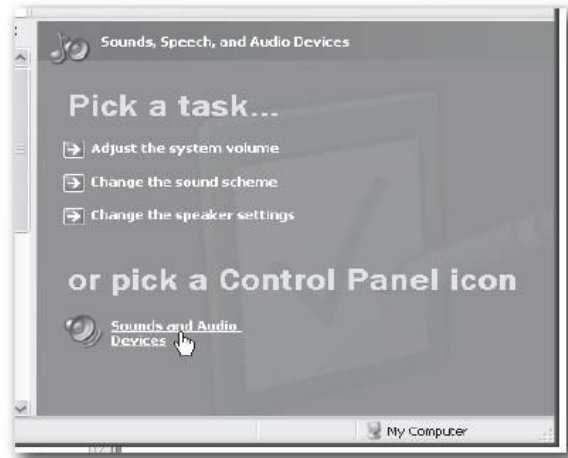 Sounds, Speech, and Audio Devices
Pick a task...
Adjust the system volume
Change the sound scheme
Change the speaker settings
or pick a Control Panel icon
Sounds and Audio
Devices
My Computer